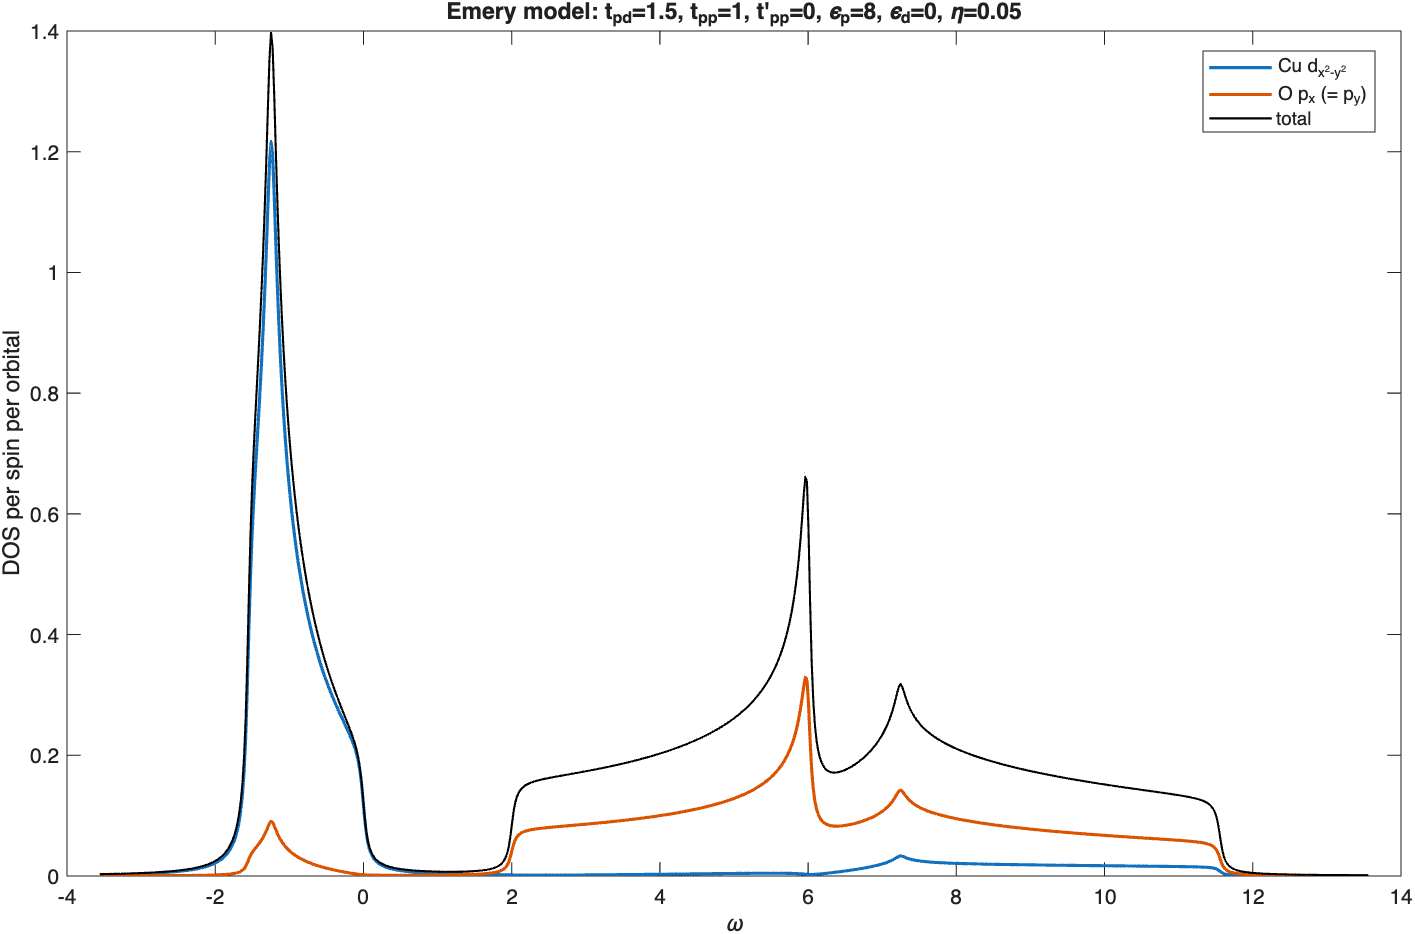 Emery model: tpd=1.5, tpp=1, t'pp=0, ϵp=8, ϵd=0, η=0.05
1.4
1.2
1
0.8
0.6
0.4
0.2
0
DOS per spin per orbital
Cu dx²-y²
O px (= py)
total
-4 -2 0 2 4 6 8 10 12 14
ω